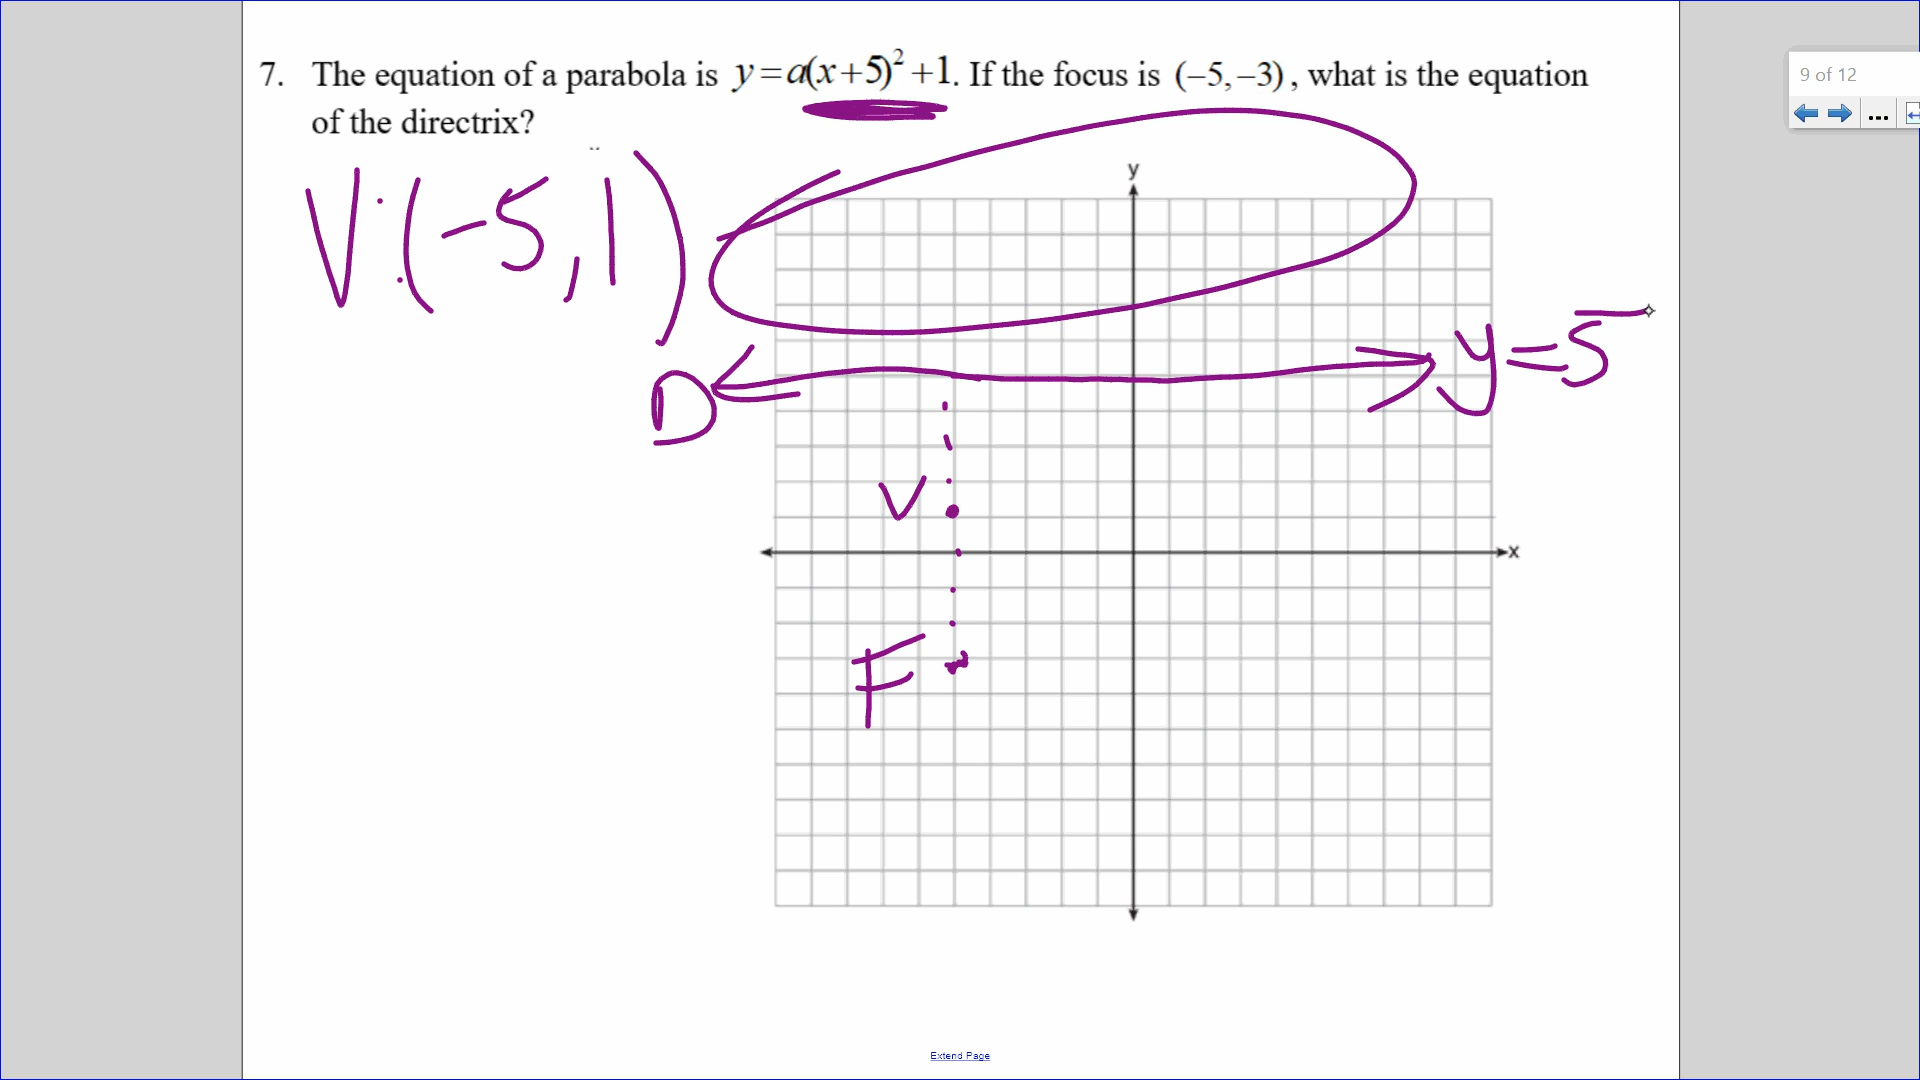 7. The equation of a parabola is y=a(x+5)²+1. If the focus is (−5,−3), what is the equation
of the directrix?
9 of 12
...
V:(-5,1)
y
y=5
D
V
x
F
Extend Page